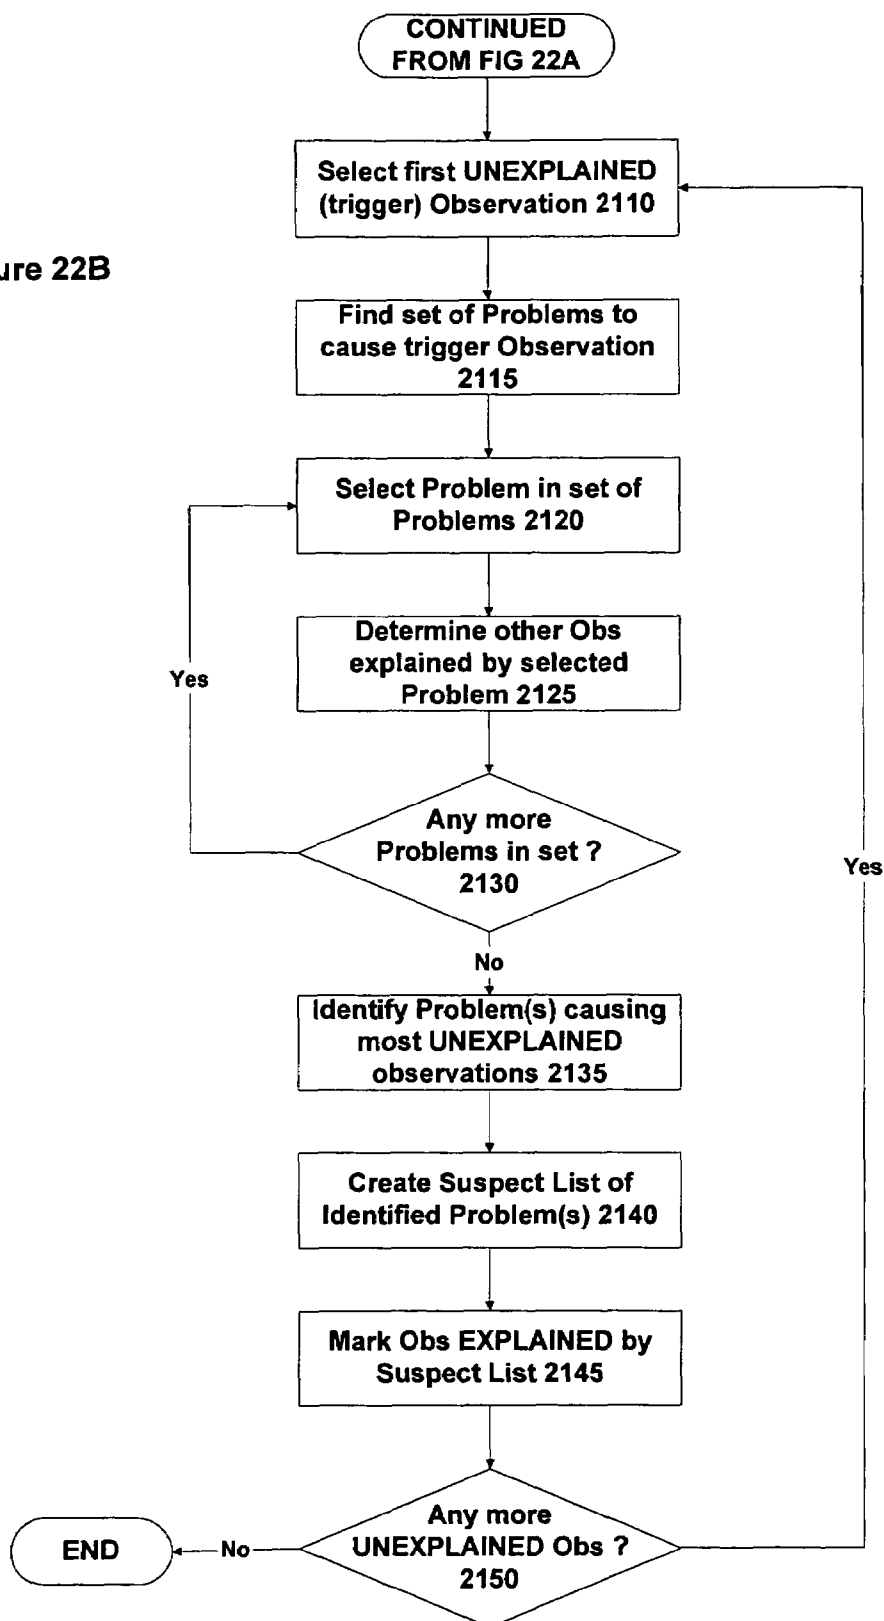 CONTINUED
FROM FIG 22A
Select first UNEXPLAINED
(trigger) Observation 2110
ure 22B
Find set of Problems to
cause trigger Observation
2115
Select Problem in set of
Problems 2120
Determine other Obs
explained by selected
Problem 2125
Yes
Any more
Problems in set ?
2130
Yes
No
Identify Problem(s) causing
most UNEXPLAINED
observations 2135
Create Suspect List of
Identified Problem(s) 2140
Mark Obs EXPLAINED by
Suspect List 2145
Any more
UNEXPLAINED Obs ?
2150
No
END